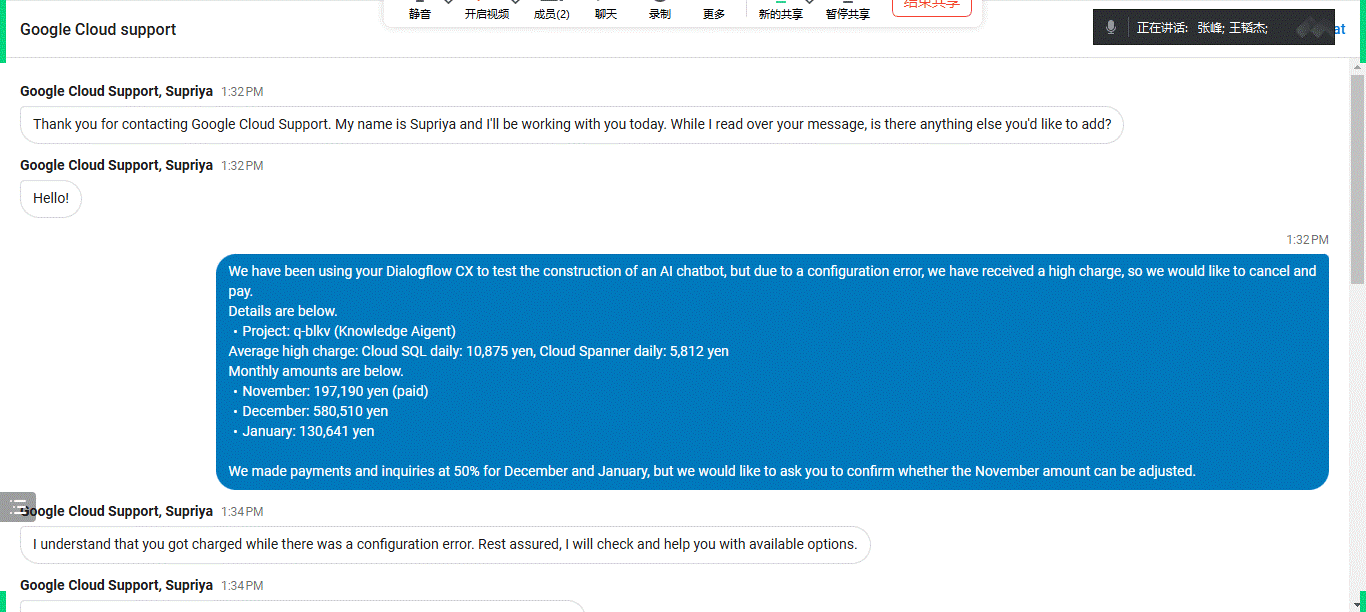 静音
开启视频
成员(2)
聊天
录制
更多
新的共享
暂停共享
结束共享
Google Cloud support
正在讲话: 张峰; 王韬杰;
at
Google Cloud Support, Supriya 1:32 PM
Thank you for contacting Google Cloud Support. My name is Supriya and I'll be working with you today. While I read over your message, is there anything else you'd like to add?
Google Cloud Support, Supriya 1:32 PM
Hello!
1:32 PM
We have been using your Dialogflow CX to test the construction of an AI chatbot, but due to a configuration error, we have received a high charge, so we would like to cancel and
pay.
Details are below.
・Project: q-blkv (Knowledge Aigent)
Average high charge: Cloud SQL daily: 10,875 yen, Cloud Spanner daily: 5,812 yen
Monthly amounts are below.
・November: 197,190 yen (paid)
・December: 580,510 yen
・January: 130,641 yen
We made payments and inquiries at 50% for December and January, but we would like to ask you to confirm whether the November amount can be adjusted.
Google Cloud Support, Supriya 1:34 PM
I understand that you got charged while there was a configuration error. Rest assured, I will check and help you with available options.
Google Cloud Support, Supriya 1:34 PM